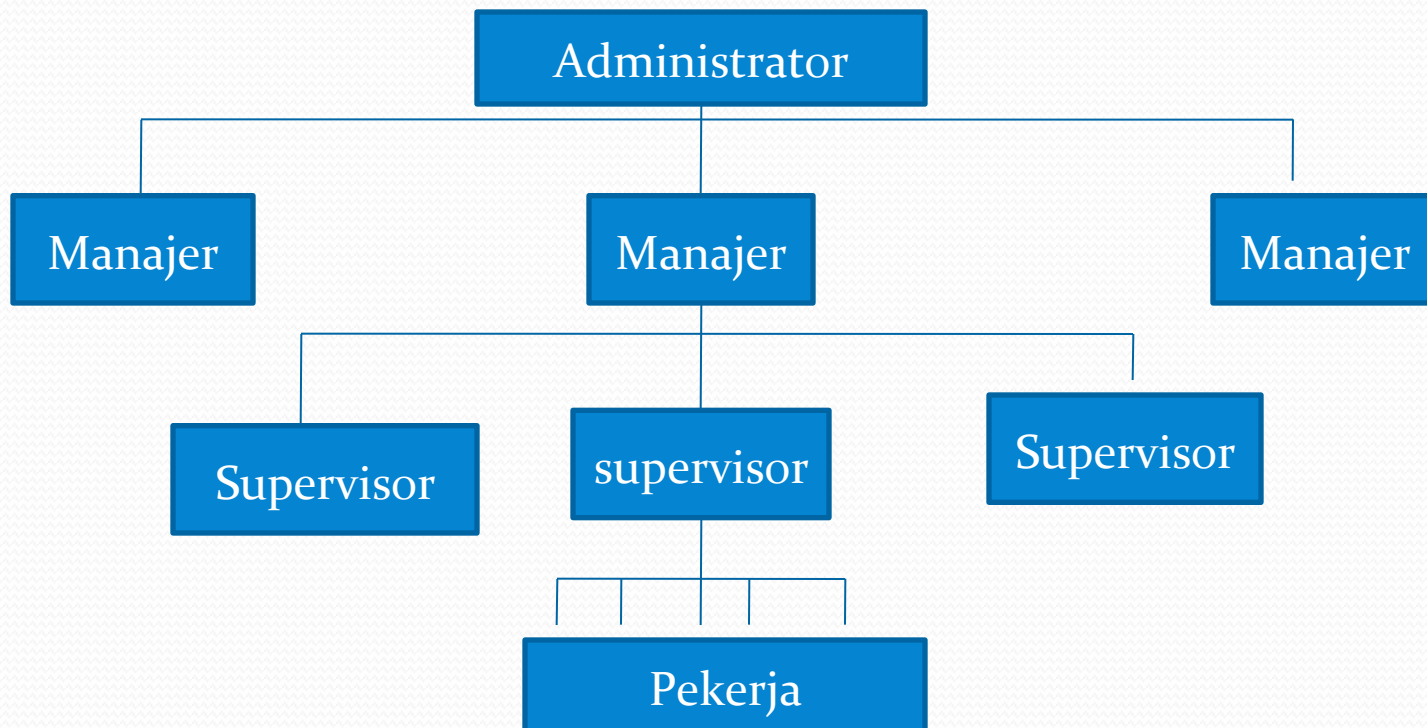 Administrator
Manajer
Manajer
Manajer
Supervisor
supervisor
Supervisor
Pekerja